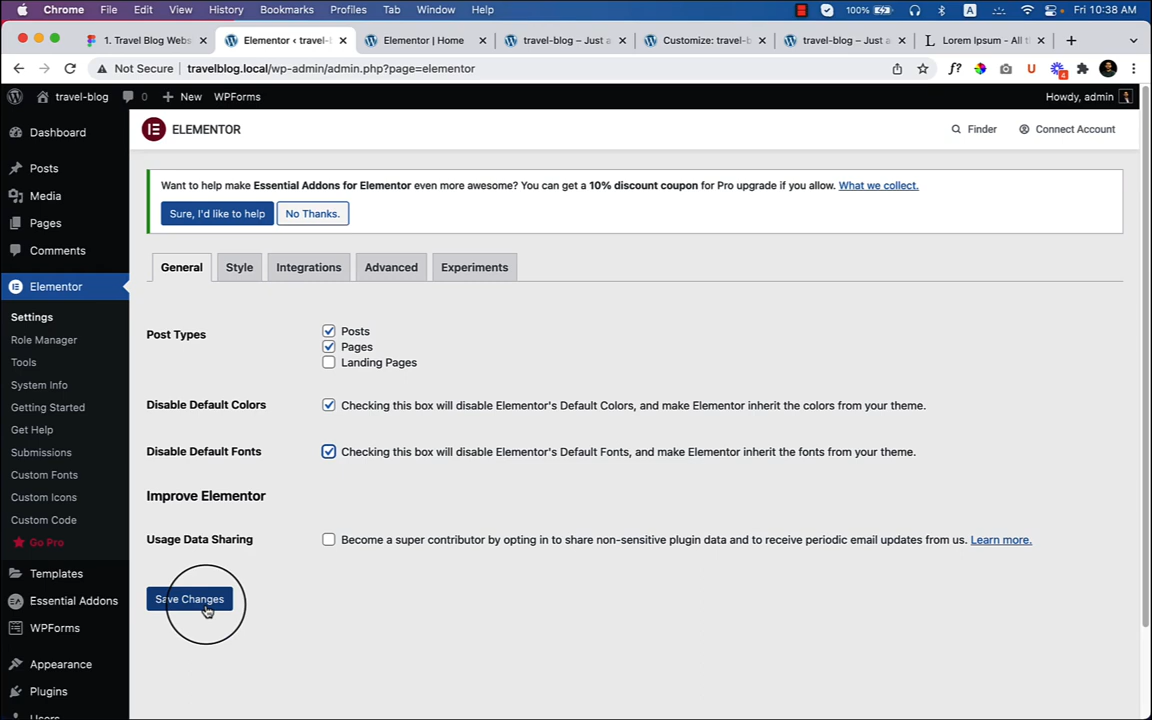 Chrome File Edit View History Bookmarks Profiles Tab Window Help 100% A Fri 10:38 AM
1. Travel Blog Webs
Elementor ‹ travel-
Elementor | Home
travel-blog – Just a
Customize: travel-b
travel-blog – Just a
Lorem Ipsum - All t
Not Secure travelblog.local/wp-admin/admin.php?page=elementor
travel-blog 0 New WPForms Howdy, admin
Dashboard
Posts
Media
Pages
Comments
Elementor
Settings
Role Manager
Tools
System Info
Getting Started
Get Help
Submissions
Custom Fonts
Custom Icons
Custom Code
Go Pro
Templates
Essential Addons
WPForms
Appearance
Plugins
Users
ELEMENTOR Finder Connect Account
Want to help make Essential Addons for Elementor even more awesome? You can get a 10% discount coupon for Pro upgrade if you allow. What we collect.
Sure, I'd like to help No Thanks.
General Style Integrations Advanced Experiments
Post Types
Posts
Pages
Landing Pages
Disable Default Colors Checking this box will disable Elementor's Default Colors, and make Elementor inherit the colors from your theme.
Disable Default Fonts Checking this box will disable Elementor's Default Fonts, and make Elementor inherit the fonts from your theme.
Improve Elementor
Usage Data Sharing Become a super contributor by opting in to share non-sensitive plugin data and to receive periodic email updates from us. Learn more.
Save Changes